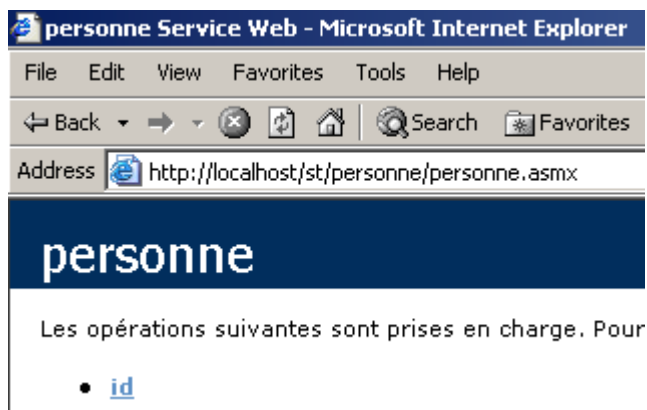 personne Service Web - Microsoft Internet Explorer
File Edit View Favorites Tools Help
Back Search Favorites
Address http://localhost/st/personne/personne.asmx
personne
Les opérations suivantes sont prises en charge. Pour
• id